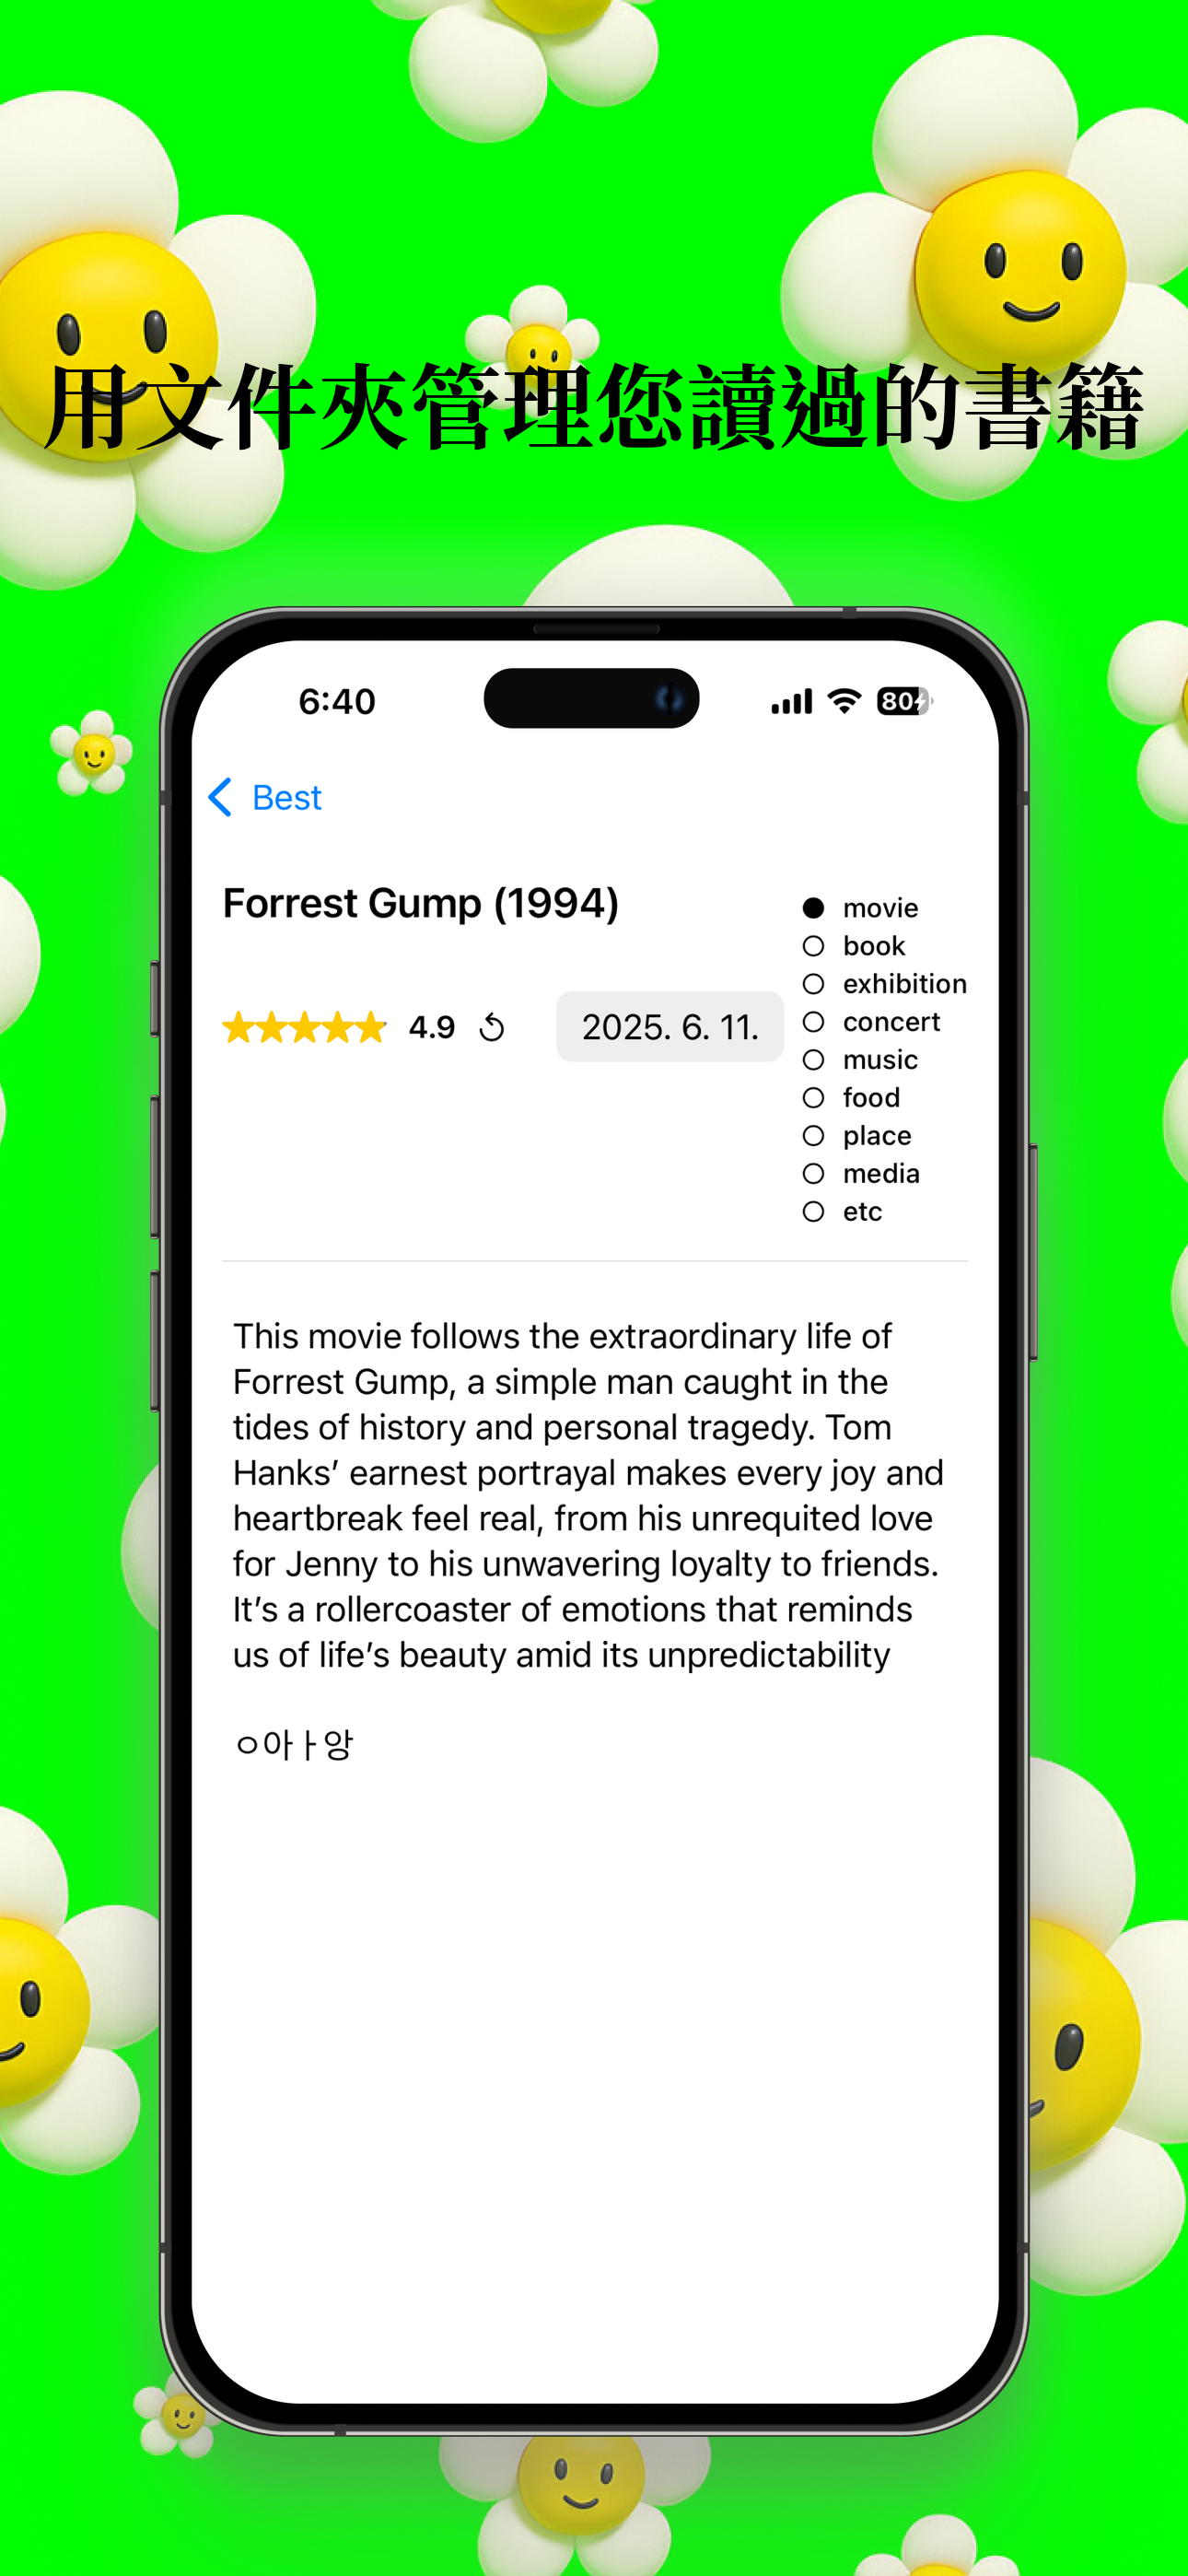 用文件夾管理您讀過的書籍
6:40
80
Best
Forrest Gump (1994)
4.9
2025. 6. 11.
movie
book
exhibition
concert
music
food
place
media
etc
This movie follows the extraordinary life of
Forrest Gump, a simple man caught in the
tides of history and personal tragedy. Tom
Hanks’ earnest portrayal makes every joy and
heartbreak feel real, from his unrequited love
for Jenny to his unwavering loyalty to friends.
It’s a rollercoaster of emotions that reminds
us of life’s beauty amid its unpredictability
ㅇ아ㅏ앙